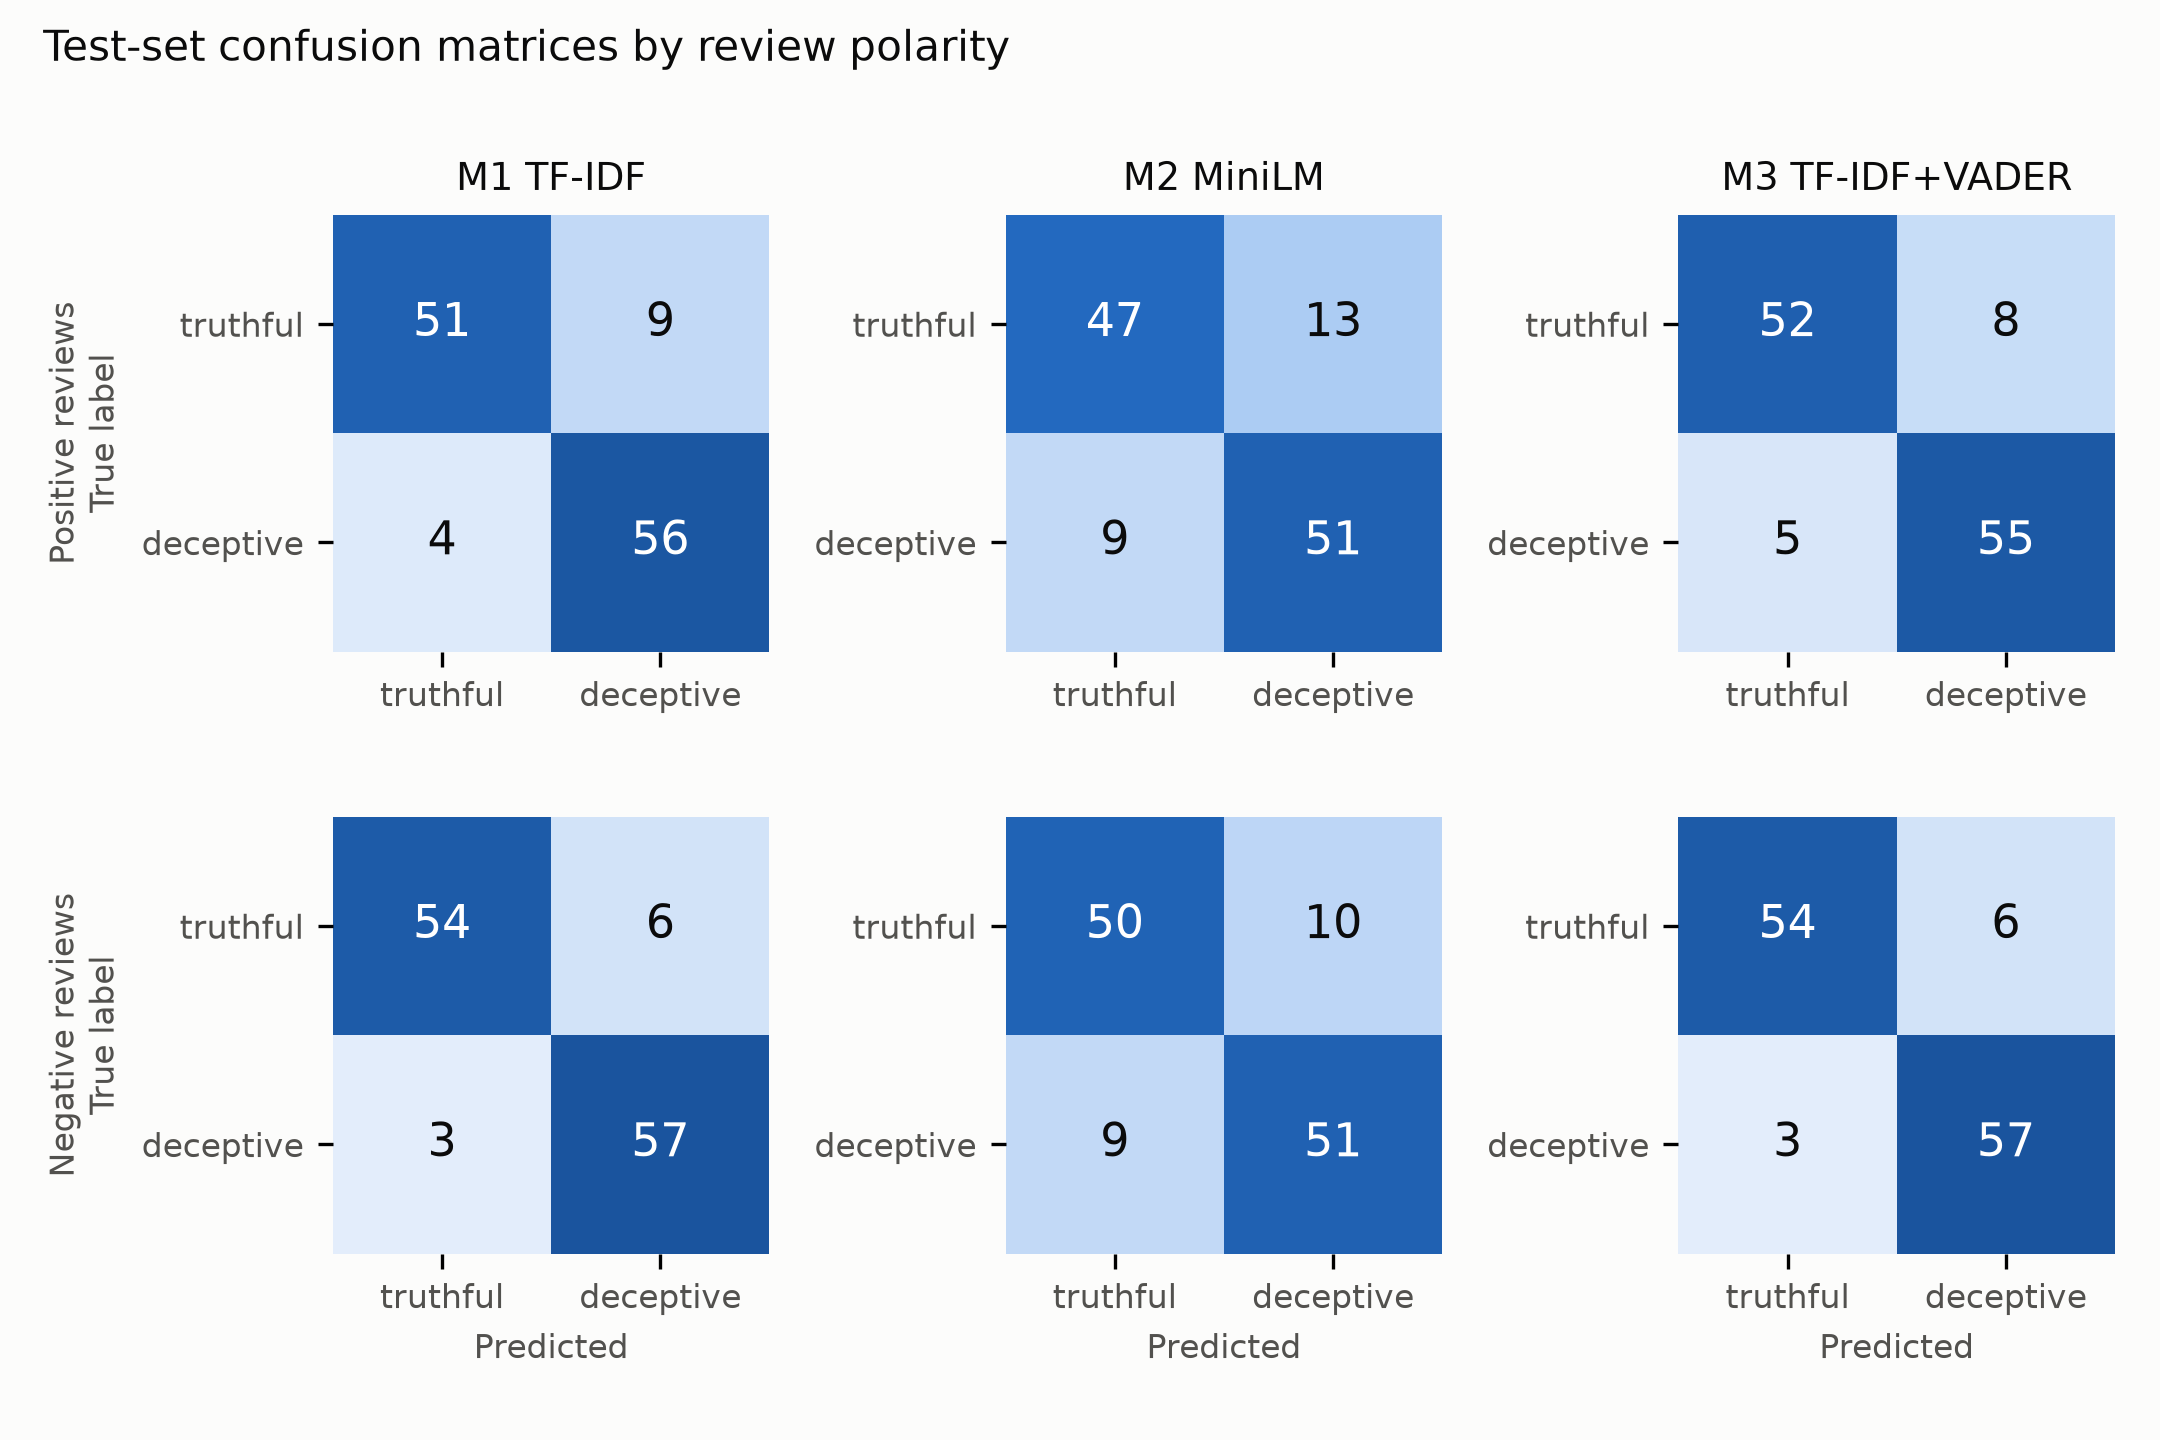 Test-set confusion matrices by review polarity
M1 TF-IDF
M2 MiniLM
M3 TF-IDF+VADER
Positive reviews
True label
truthful
51
9
deceptive
4
56
truthful
deceptive
truthful
47
13
deceptive
9
51
truthful
deceptive
truthful
52
8
deceptive
5
55
truthful
deceptive
Negative reviews
True label
truthful
54
6
deceptive
3
57
truthful
deceptive
Predicted
truthful
50
10
deceptive
9
51
truthful
deceptive
Predicted
truthful
54
6
deceptive
3
57
truthful
deceptive
Predicted